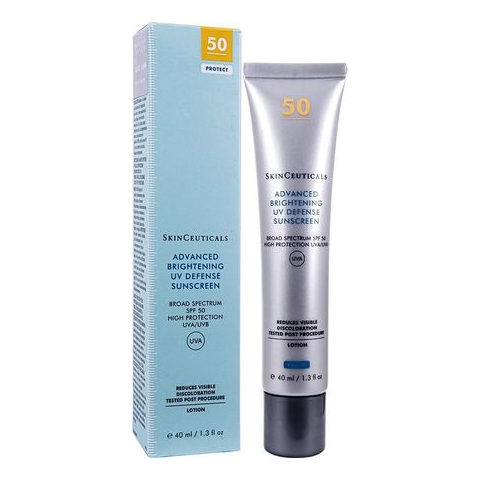 50
PROTECT
SKINCEUTICALS
ADVANCED
BRIGHTENING
UV DEFENSE
SUNSCREEN
BROAD SPECTRUM
SPF 50
HIGH PROTECTION
UVA/UVB
UVA
REDUCES VISIBLE
DISCOLORATION
TESTED POST PROCEDURE
LOTION
e 40 ml / 1.3 fl oz
50
SKINCEUTICALS
ADVANCED
BRIGHTENING
UV DEFENSE
SUNSCREEN
BROAD SPECTRUM SPF 50
HIGH PROTECTION UVA/UVB
UVA
REDUCES VISIBLE
DISCOLORATION
TESTED POST PROCEDURE
LOTION
e 40 ml / 1.3 fl oz